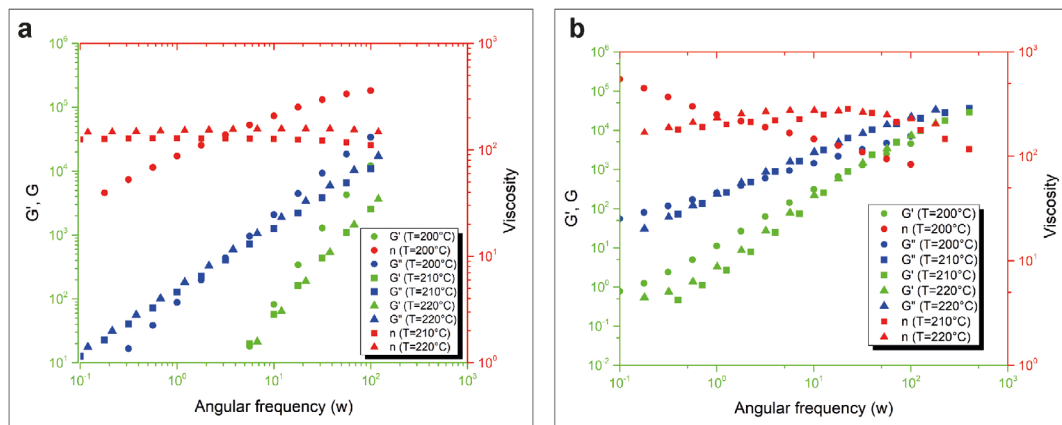 a
10^6
10^5
10^4
10^3
10^2
10^1
G', G
10^3
10^2
10^1
10^0
Viscosity
G' (T=200°C)
n (T=200°C)
G" (T=200°C)
G' (T=210°C)
G" (T=210°C)
G' (T=220°C)
G" (T=220°C)
n (T=210°C)
n (T=220°C)
10^-1 10^0 10^1 10^2 10^3
Angular frequency (w)
b
10^6
10^5
10^4
10^3
10^2
10^1
10^0
10^-1
10^-2
G', G
10^3
10^2
10^1
10^0
Viscosity
G' (T=200°C)
n (T=200°C)
G" (T=200°C)
G" (T=210°C)
G' (T=210°C)
G' (T=220°C)
G" (T=220°C)
n (T=210°C)
n (T=220°C)
10^-1 10^0 10^1 10^2 10^3
Angular frequency (w)